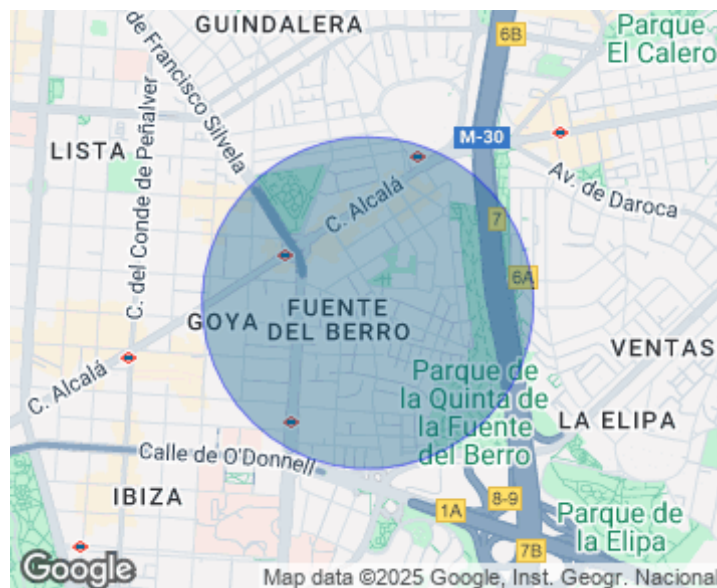 GUINDALERA
de Francisco Silvela
6B
Parque
El Calero
LISTA
C. del Conde de Peñalver
M-30
C. Alcalá
Av. de Daroca
7
6A
GOYA
FUENTE
DEL BERRO
VENTAS
C. Alcalá
Parque de
la Quinta de
la Fuente
del Berro
LA ELIPA
Calle de O'Donnell
IBIZA
8-9
1A
Parque de
la Elipa
7B
Google
Map data ©2025 Google, Inst. Geogr. Nacional